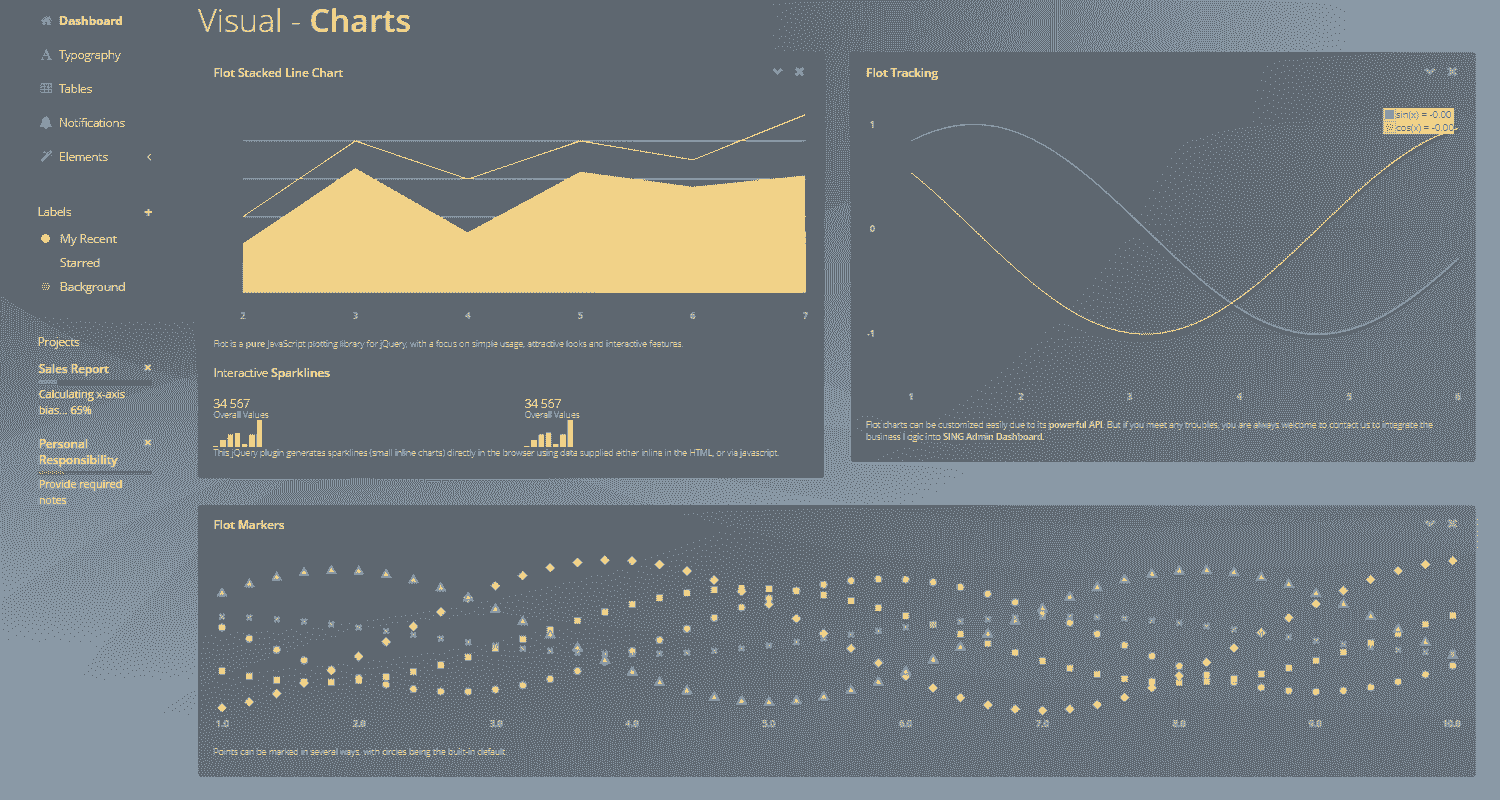 Dashboard
Typography
Tables
Notifications
Elements
Labels +
My Recent
Starred
Background
Projects
Sales Report
Calculating x-axis
bias... 65%
Personal
Responsibility
Provide required
notes
Visual - Charts
Flot Stacked Line Chart
2 3 4 5 6 7
Flot is a pure JavaScript plotting library for jQuery, with a focus on simple usage, attractive looks and interactive features.
Interactive Sparklines
34 567 34 567
Overall Values Overall Values
This jQuery plugin generates sparklines (small inline charts) directly in the browser using data supplied either inline in the HTML, or via javascript.
Flot Tracking
sin(x) = -0.00
cos(x) = -0.00
1
0
-1
1 2 3 4 5 6
Flot charts can be customized easily due to its powerful API. But if you meet any troubles, you are always welcome to contact us to integrate the
business logic into SING Admin Dashboard.
Flot Markers
1.0 2.0 3.0 4.0 5.0 6.0 7.0 8.0 9.0 10.0
Points can be marked in several ways, with circles being the built-in default.